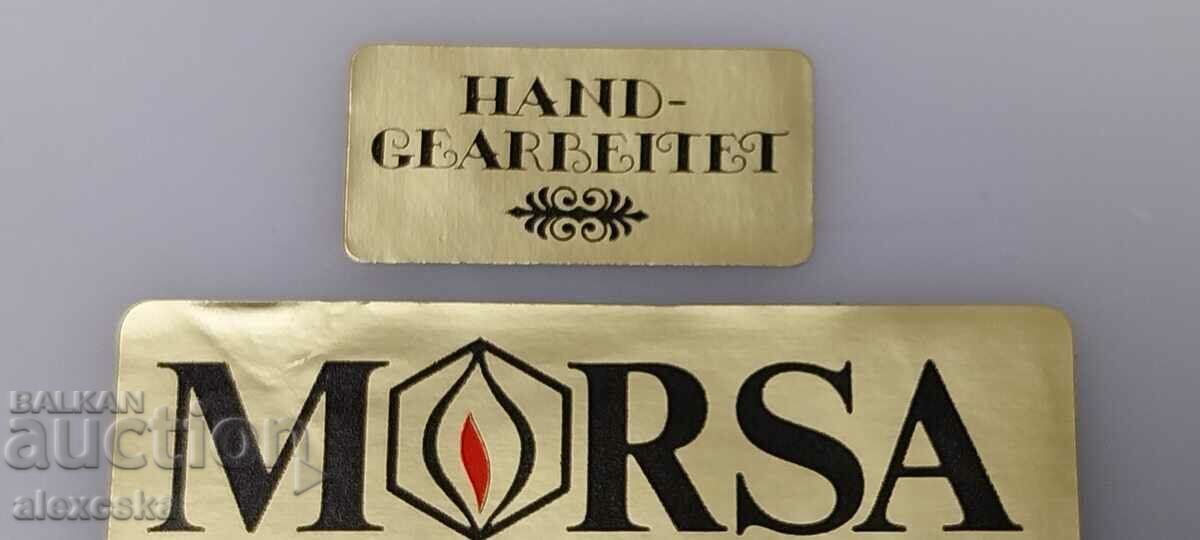 HAND-
GEARBEITET
MORSA
BALKAN
auction
alexcska